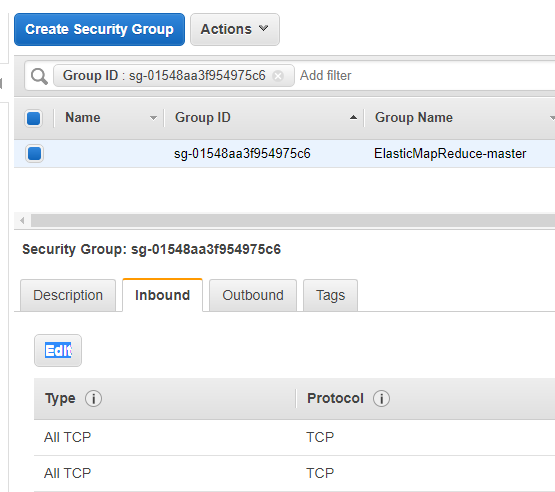 Create Security Group Actions
Group ID : sg-01548aa3f954975c6 Add filter
Name Group ID Group Name
sg-01548aa3f954975c6 ElasticMapReduce-master
Security Group: sg-01548aa3f954975c6
Description Inbound Outbound Tags
Edit
Type Protocol
All TCP TCP
All TCP TCP